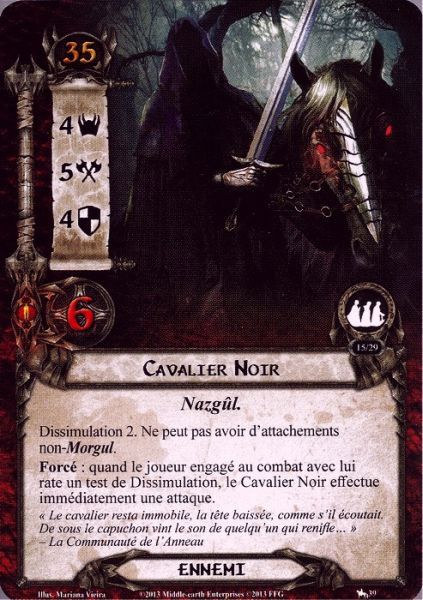 35
4
5
4
6
15/29
CAVALIER NOIR
Nazgûl.
Dissimulation 2. Ne peut pas avoir d'attachements
non-Morgul.
Forcé : quand le joueur engagé au combat avec lui
rate un test de Dissimulation, le Cavalier Noir effectue
immédiatement une attaque.
« Le cavalier resta immobile, la tête baissée, comme s'il écoutait.
De sous le capuchon vint le son de quelqu'un qui renifle… »
– La Communauté de l'Anneau
ENNEMI
Illus. Mariana Vieira ©2013 Middle-earth Enterprises ©2013 FFG 39